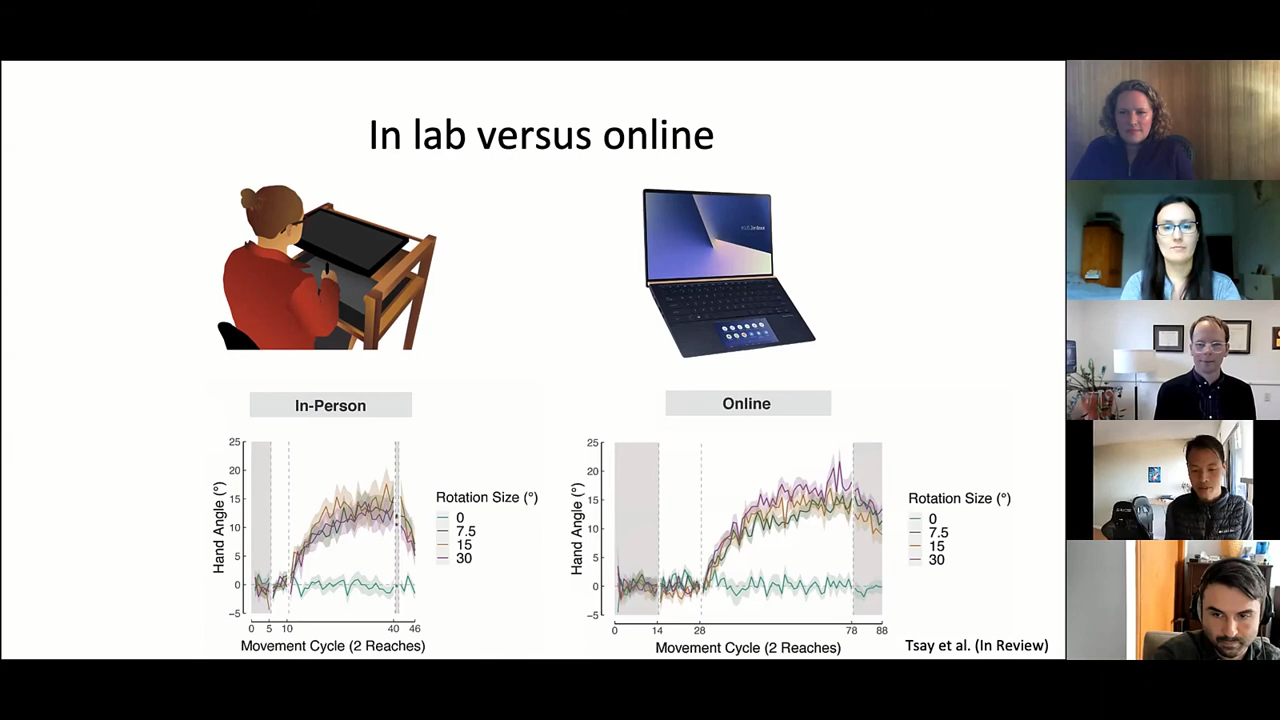 In lab versus online
In-Person
Online
25
20
15
10
5
0
−5
Hand Angle (°)
0 5 10 40 46
Movement Cycle (2 Reaches)
Rotation Size (°)
0
7.5
15
30
25
20
15
10
5
0
−5
Hand Angle (°)
0 14 28 78 88
Movement Cycle (2 Reaches)
Rotation Size (°)
0
7.5
15
30
Tsay et al. (In Review)